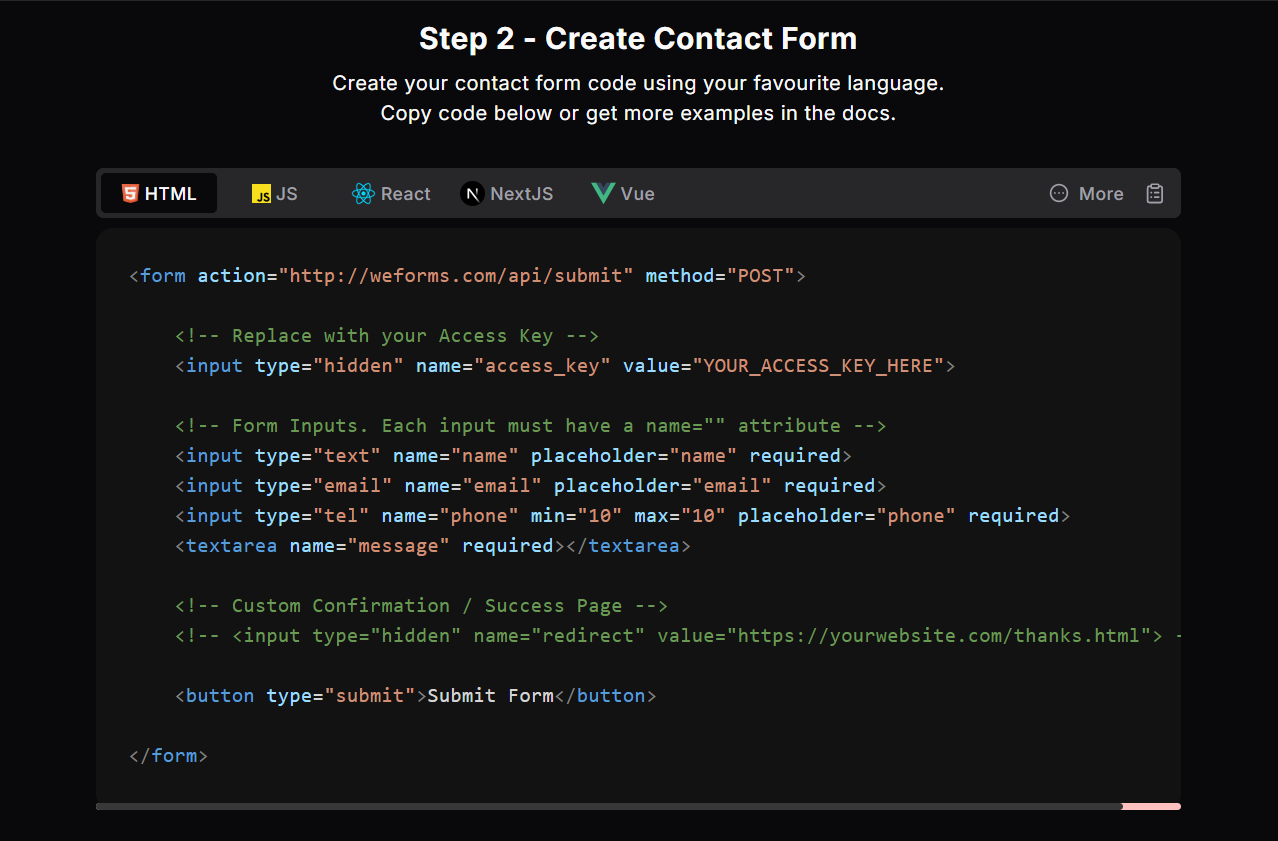 Step 2 - Create Contact Form
Create your contact form code using your favourite language.
Copy code below or get more examples in the docs.
HTML JS React NextJS Vue More
<form action="http://weforms.com/api/submit" method="POST">
<!-- Replace with your Access Key -->
<input type="hidden" name="access_key" value="YOUR_ACCESS_KEY_HERE">
<!-- Form Inputs. Each input must have a name="" attribute -->
<input type="text" name="name" placeholder="name" required>
<input type="email" name="email" placeholder="email" required>
<input type="tel" name="phone" min="10" max="10" placeholder="phone" required>
<textarea name="message" required></textarea>
<!-- Custom Confirmation / Success Page -->
<!-- <input type="hidden" name="redirect" value="https://yourwebsite.com/thanks.html"> -
<button type="submit">Submit Form</button>
</form>